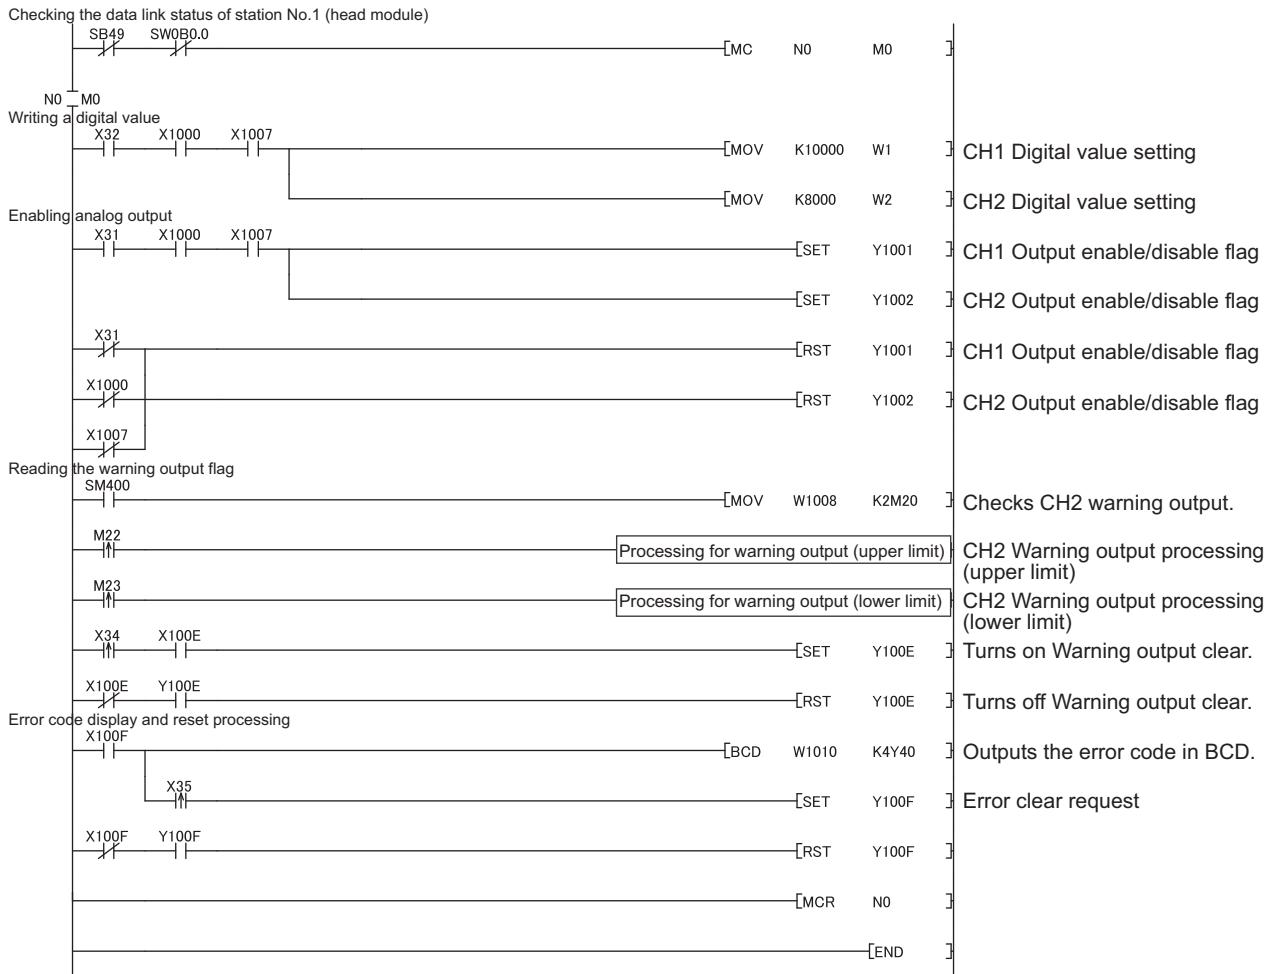 Checking the data link status of station No.1 (head module)
SB49 SW0B0.0
MC N0 M0
N0 M0
Writing a digital value
X32 X1000 X1007
MOV K10000 W1 CH1 Digital value setting
MOV K8000 W2 CH2 Digital value setting
Enabling analog output
X31 X1000 X1007
SET Y1001 CH1 Output enable/disable flag
SET Y1002 CH2 Output enable/disable flag
X31
RST Y1001 CH1 Output enable/disable flag
X1000
RST Y1002 CH2 Output enable/disable flag
X1007
Reading the warning output flag
SM400
MOV W1008 K2M20 Checks CH2 warning output.
M22
Processing for warning output (upper limit) CH2 Warning output processing
(upper limit)
M23
Processing for warning output (lower limit) CH2 Warning output processing
(lower limit)
X34 X100E
SET Y100E Turns on Warning output clear.
X100E Y100E
RST Y100E Turns off Warning output clear.
Error code display and reset processing
X100F
BCD W1010 K4Y40 Outputs the error code in BCD.
X35
SET Y100F Error clear request
X100F Y100F
RST Y100F
MCR N0
END